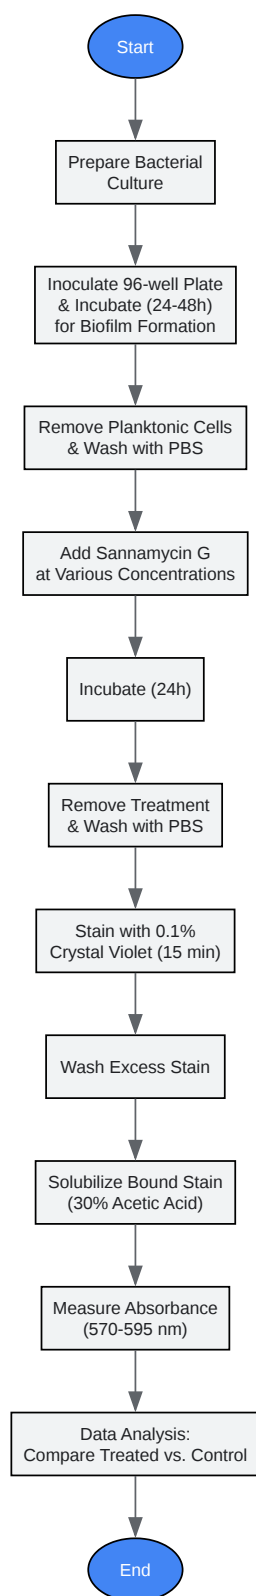 Start
Prepare Bacterial
Culture
Inoculate 96-well Plate
& Incubate (24-48h)
for Biofilm Formation
Remove Planktonic Cells
& Wash with PBS
Add Sannamycin G
at Various Concentrations
Incubate (24h)
Remove Treatment
& Wash with PBS
Stain with 0.1%
Crystal Violet (15 min)
Wash Excess Stain
Solubilize Bound Stain
(30% Acetic Acid)
Measure Absorbance
(570-595 nm)
Data Analysis:
Compare Treated vs. Control
End